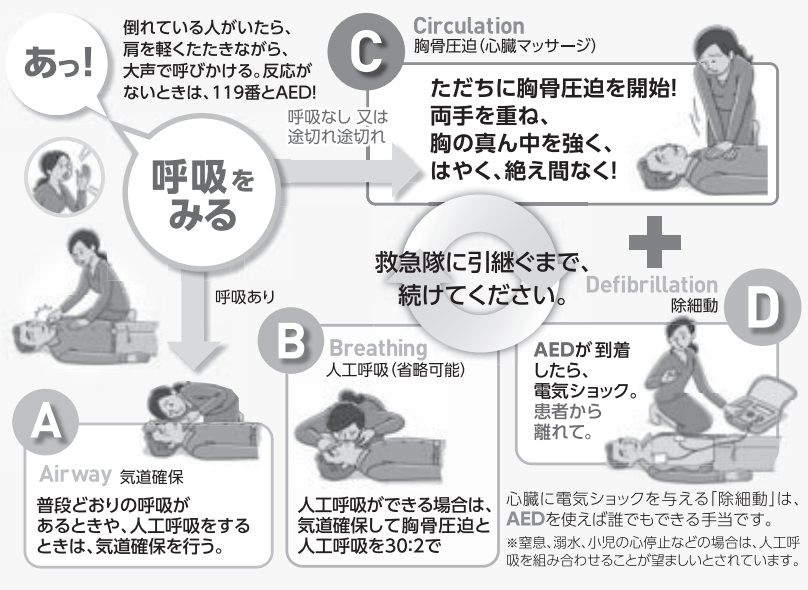 あっ!
倒れている人がいたら、
肩を軽くたたきながら、
大声で呼びかける。反応が
ないときは、119番とAED!
呼吸を
みる
呼吸なし 又は
途切れ途切れ
C
Circulation
胸骨圧迫(心臓マッサージ)
ただちに胸骨圧迫を開始!
両手を重ね、
胸の真ん中を強く、
はやく、絶え間なく!
救急隊に引継ぐまで、
続けてください。
呼吸あり
A
Airway 気道確保
普段どおりの呼吸が
あるときや、人工呼吸をする
ときは、気道確保を行う。
B
Breathing
人工呼吸(省略可能)
人工呼吸ができる場合は、
気道確保して胸骨圧迫と
人工呼吸を30:2で
+
Defibrillation
除細動
D
AEDが到着
したら、
電気ショック。
患者から
離れて。
心臓に電気ショックを与える「除細動」は、
AEDを使えば誰でもできる手当です。
※窒息、溺水、小児の心停止などの場合は、人工呼
吸を組み合わせることが望ましいとされています。